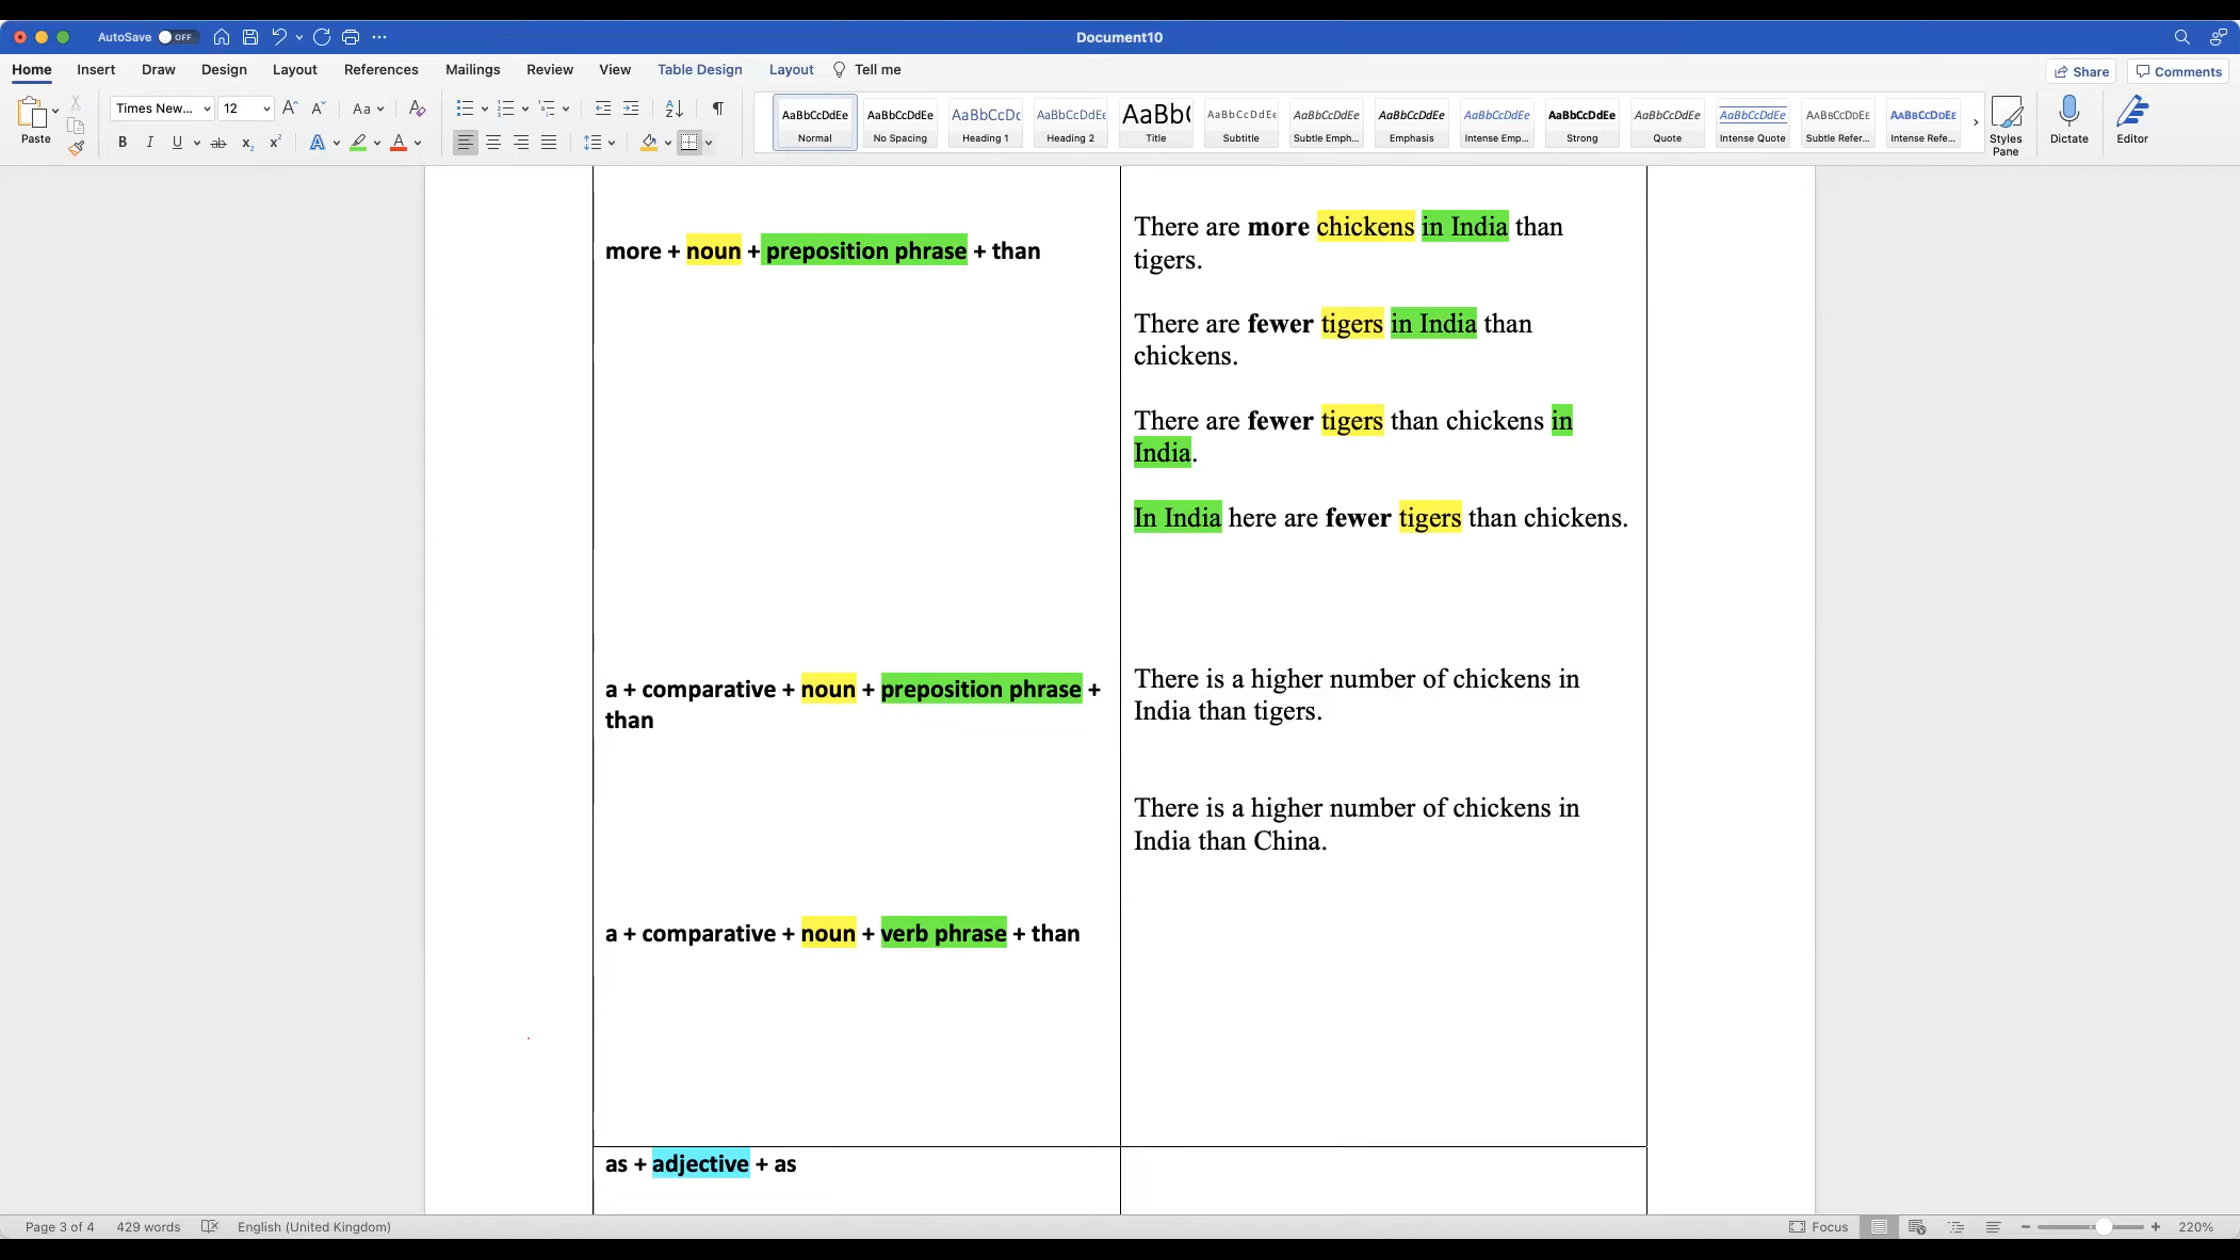 AutoSave OFF Document10
Home Insert Draw Design Layout References Mailings Review View Table Design Layout Tell me Share Comments
Times New... 12 Aa
Paste
AaBbCcDdEe AaBbCcDdEe AaBbCcDc AaBbCcDdEe AaBb( AaBbCcDdEe AaBbCcDdEe AaBbCcDdEe AaBbCcDdEe AaBbCcDdEe AaBbCcDdEe AaBbCcDdEe AaBbCcDdEe AaBbCcDdEe
Normal No Spacing Heading 1 Heading 2 Title Subtitle Subtle Emph... Emphasis Intense Emp... Strong Quote Intense Quote Subtle Refer... Intense Refe... Styles Pane Dictate Editor
more + noun + preposition phrase + than
There are more chickens in India than
tigers.
There are fewer tigers in India than
chickens.
There are fewer tigers than chickens in
India.
In India here are fewer tigers than chickens.
a + comparative + noun + preposition phrase +
than
There is a higher number of chickens in
India than tigers.
There is a higher number of chickens in
India than China.
a + comparative + noun + verb phrase + than
as + adjective + as
Page 3 of 4 429 words English (United Kingdom) Focus 220%